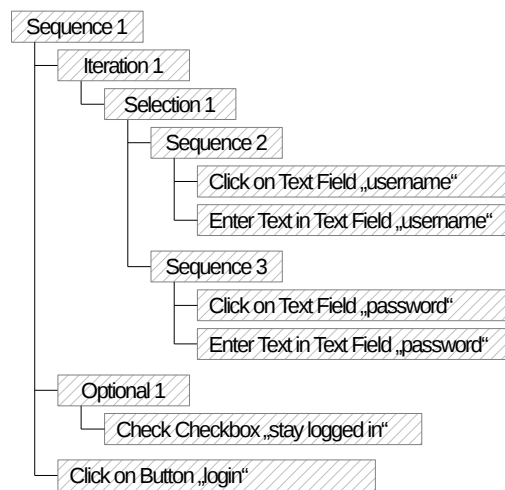 Sequence 1
Iteration 1
Selection 1
Sequence 2
Click on Text Field „username“
Enter Text in Text Field „username“
Sequence 3
Click on Text Field „password“
Enter Text in Text Field „password“
Optional 1
Check Checkbox „stay logged in“
Click on Button „login“